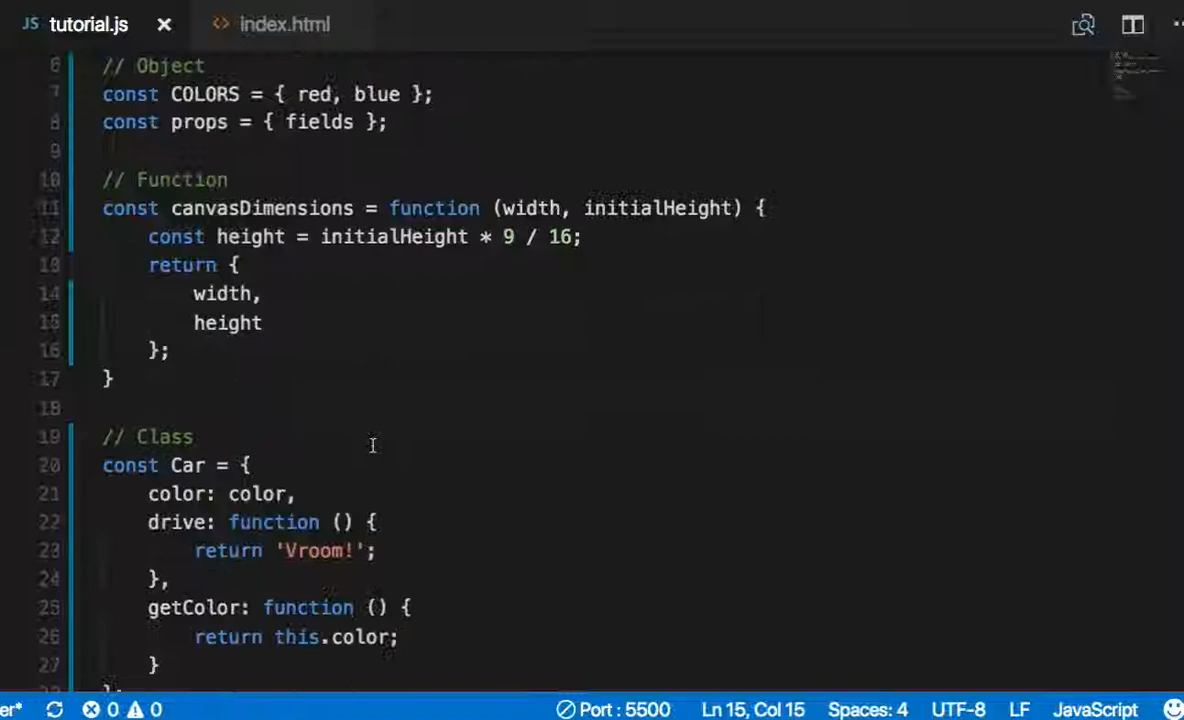 JS tutorial.js × <> index.html
6 // Object
7 const COLORS = { red, blue };
8 const props = { fields };
9
10 // Function
11 const canvasDimensions = function (width, initialHeight) {
12 const height = initialHeight * 9 / 16;
13 return {
14 width,
15 height
16 };
17 }
18
19 // Class
20 const Car = {
21 color: color,
22 drive: function () {
23 return 'Vroom!';
24 },
25 getColor: function () {
26 return this.color;
27 }
er* 0 0 Port : 5500 Ln 15, Col 15 Spaces: 4 UTF-8 LF JavaScript